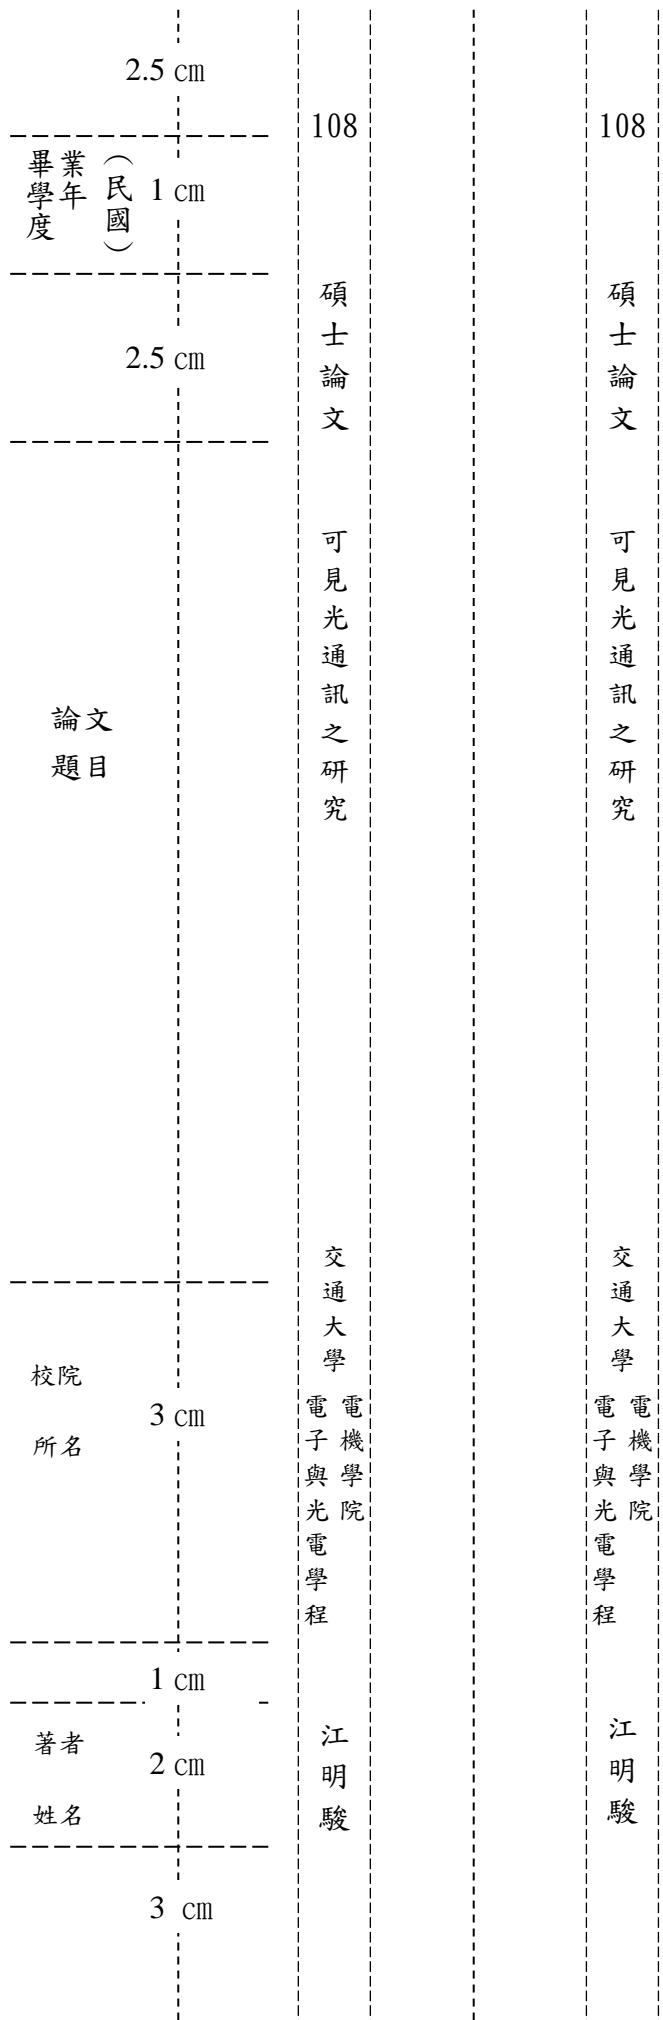 2.5 cm
畢業
學年
度
（民國）
1 cm
2.5 cm
論文
題目
校院
所名
3 cm
1 cm
著者
姓名
2 cm
3 cm
108
碩士論文
可見光通訊之研究
交通大學
電機學院
電子與光電學程
江明駿
108
碩士論文
可見光通訊之研究
交通大學
電機學院
電子與光電學程
江明駿